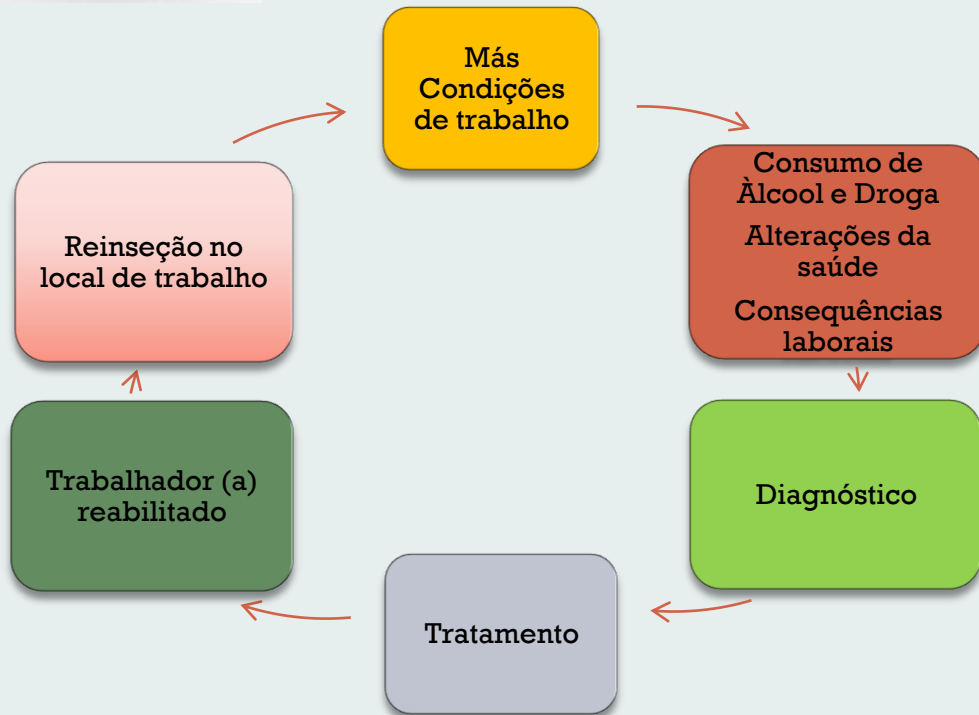 Más
Condições
de trabalho
Consumo de
Àlcool e Droga
Alterações da
saúde
Consequências
laborais
Diagnóstico
Tratamento
Trabalhador (a)
reabilitado
Reinseção no
local de trabalho